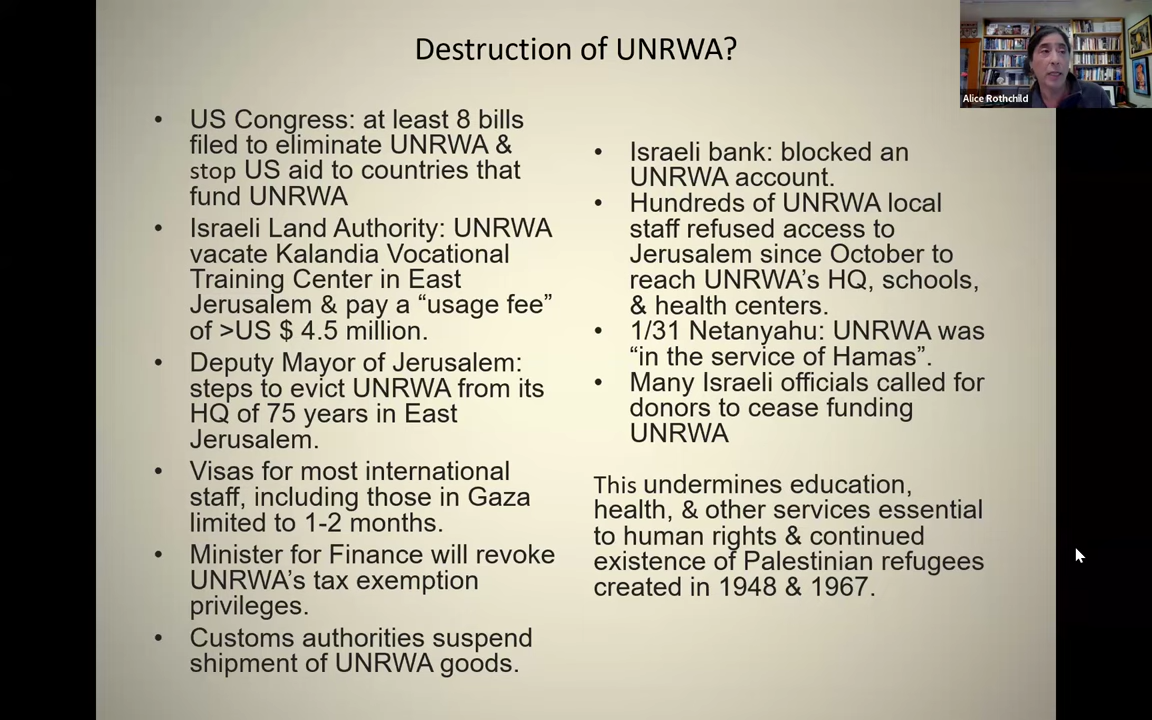 Destruction of UNRWA?
Alice Rothchild
• US Congress: at least 8 bills
filed to eliminate UNRWA &
stop US aid to countries that
fund UNRWA
• Israeli Land Authority: UNRWA
vacate Kalandia Vocational
Training Center in East
Jerusalem & pay a “usage fee”
of >US $ 4.5 million.
• Deputy Mayor of Jerusalem:
steps to evict UNRWA from its
HQ of 75 years in East
Jerusalem.
• Visas for most international
staff, including those in Gaza
limited to 1-2 months.
• Minister for Finance will revoke
UNRWA’s tax exemption
privileges.
• Customs authorities suspend
shipment of UNRWA goods.
• Israeli bank: blocked an
UNRWA account.
• Hundreds of UNRWA local
staff refused access to
Jerusalem since October to
reach UNRWA’s HQ, schools,
& health centers.
• 1/31 Netanyahu: UNRWA was
“in the service of Hamas”.
• Many Israeli officials called for
donors to cease funding
UNRWA
This undermines education,
health, & other services essential
to human rights & continued
existence of Palestinian refugees
created in 1948 & 1967.